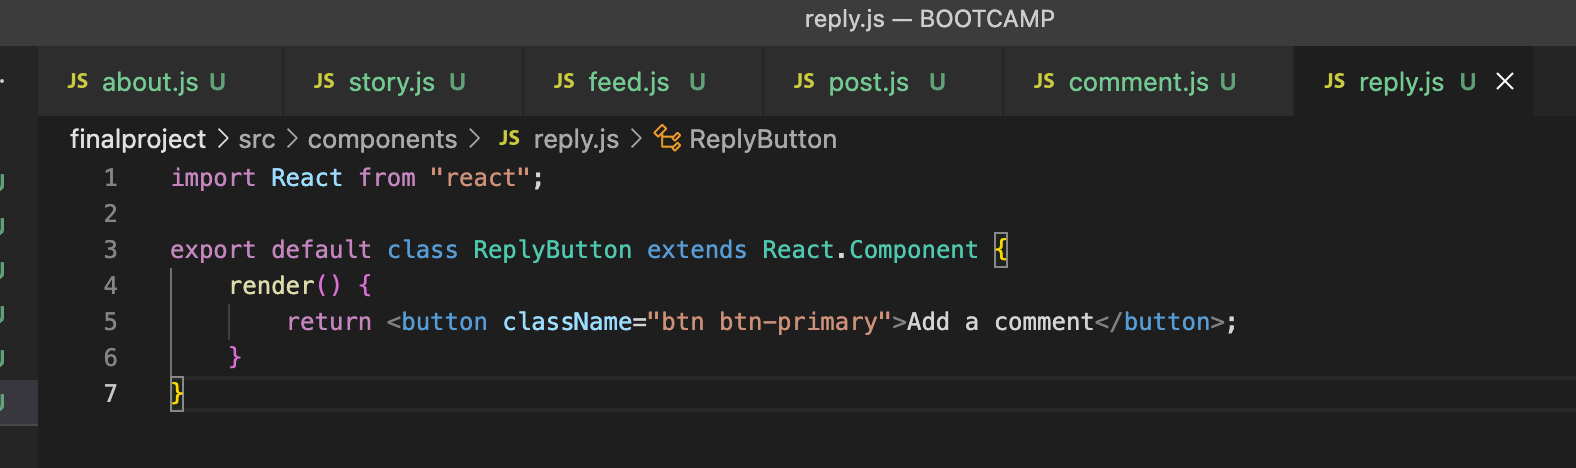 reply.js — BOOTCAMP
JS about.js U JS story.js U JS feed.js U JS post.js U JS comment.js U JS reply.js U
finalproject > src > components > JS reply.js > ReplyButton
1 import React from "react";
2
3 export default class ReplyButton extends React.Component {
4 render() {
5 return <button className="btn btn-primary">Add a comment</button>;
6 }
7 }